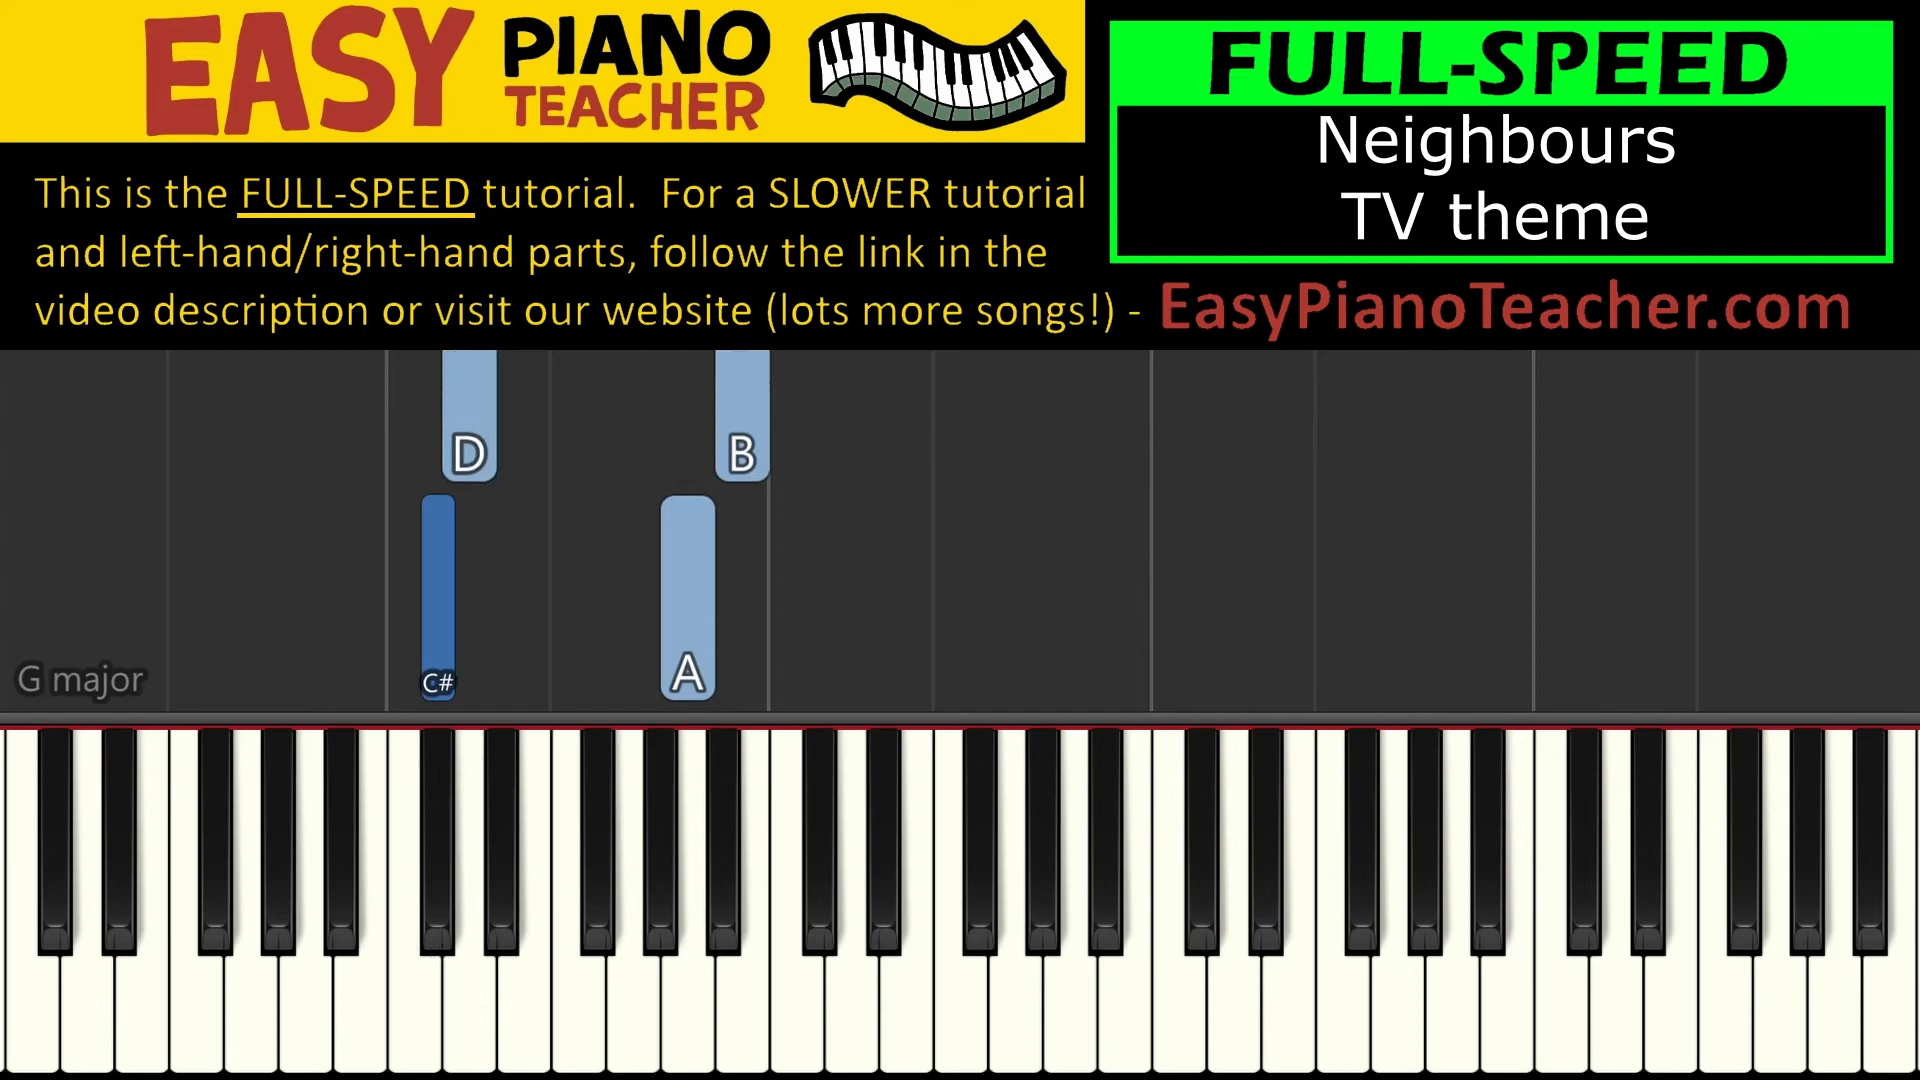 EASY PIANO TEACHER
FULL-SPEED
Neighbours
TV theme
This is the FULL-SPEED tutorial. For a SLOWER tutorial
and left-hand/right-hand parts, follow the link in the
video description or visit our website (lots more songs!) - EasyPianoTeacher.com
D B
C# A
G major